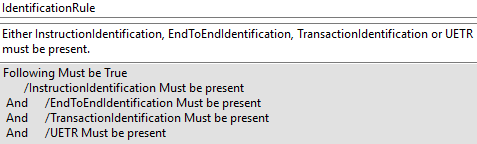 IdentificationRule
Either InstructionIdentification, EndToEndIdentification, TransactionIdentification or UETR
must be present.
Following Must be True
/InstructionIdentification Must be present
And /EndToEndIdentification Must be present
And /TransactionIdentification Must be present
And /UETR Must be present